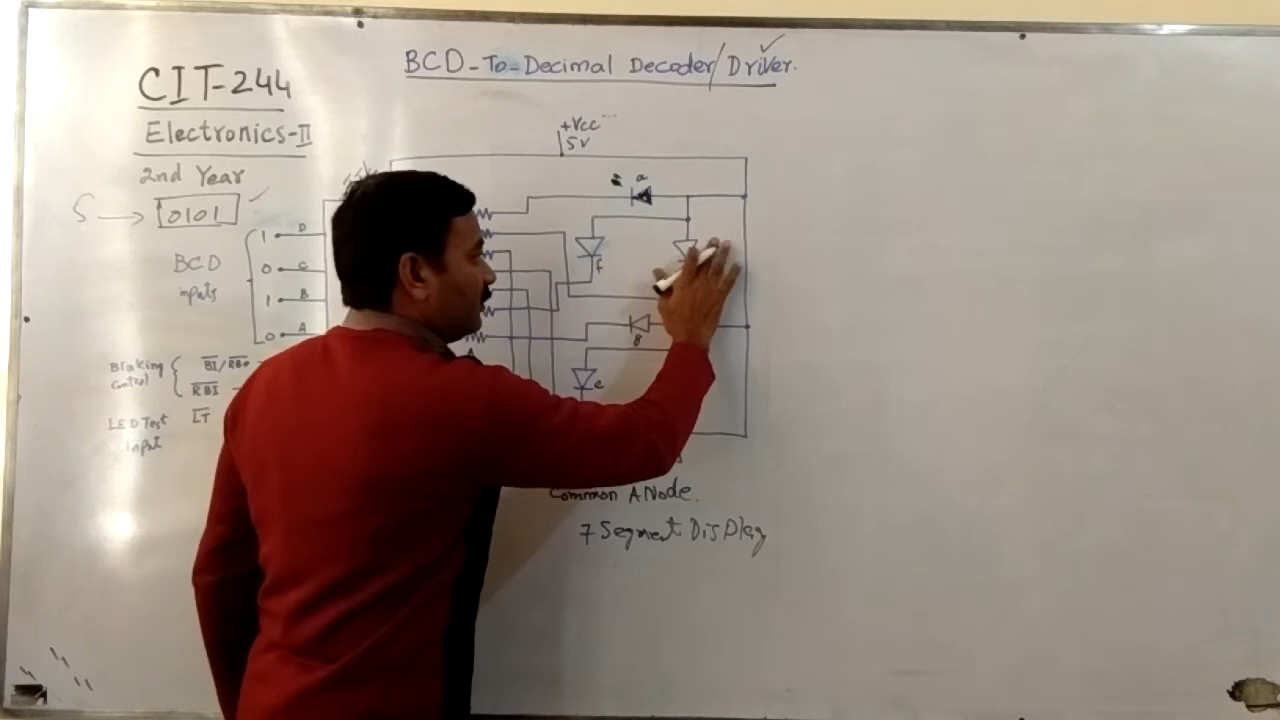 BCD-To-Decimal Decoder/Driver.
CIT-244
Electronics-II
2nd Year
5 → 0101
BCD
inputs
1 D
0 C
1 B
0 A
Blinking
Control
BI/RBO
RBI
LED Test
input
LT
+Vcc
5V
a
f
g
e
Common ANode.
7 Segment DisPlay